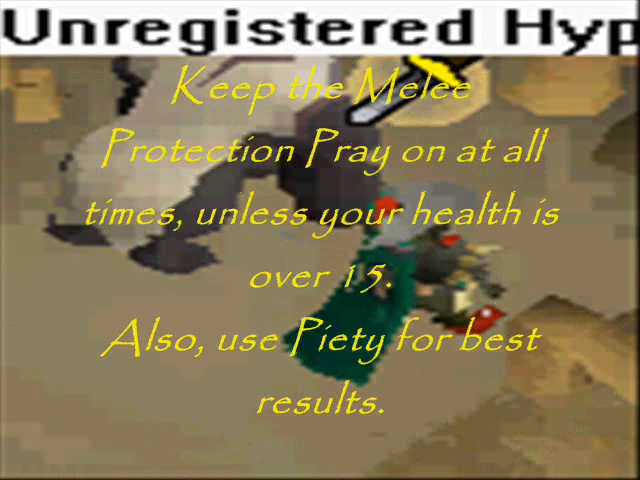 Unregistered Hyp
Keep the Melee
Protection Pray on at all
times, unless your health is
over 15.
Also, use Piety for best
results.